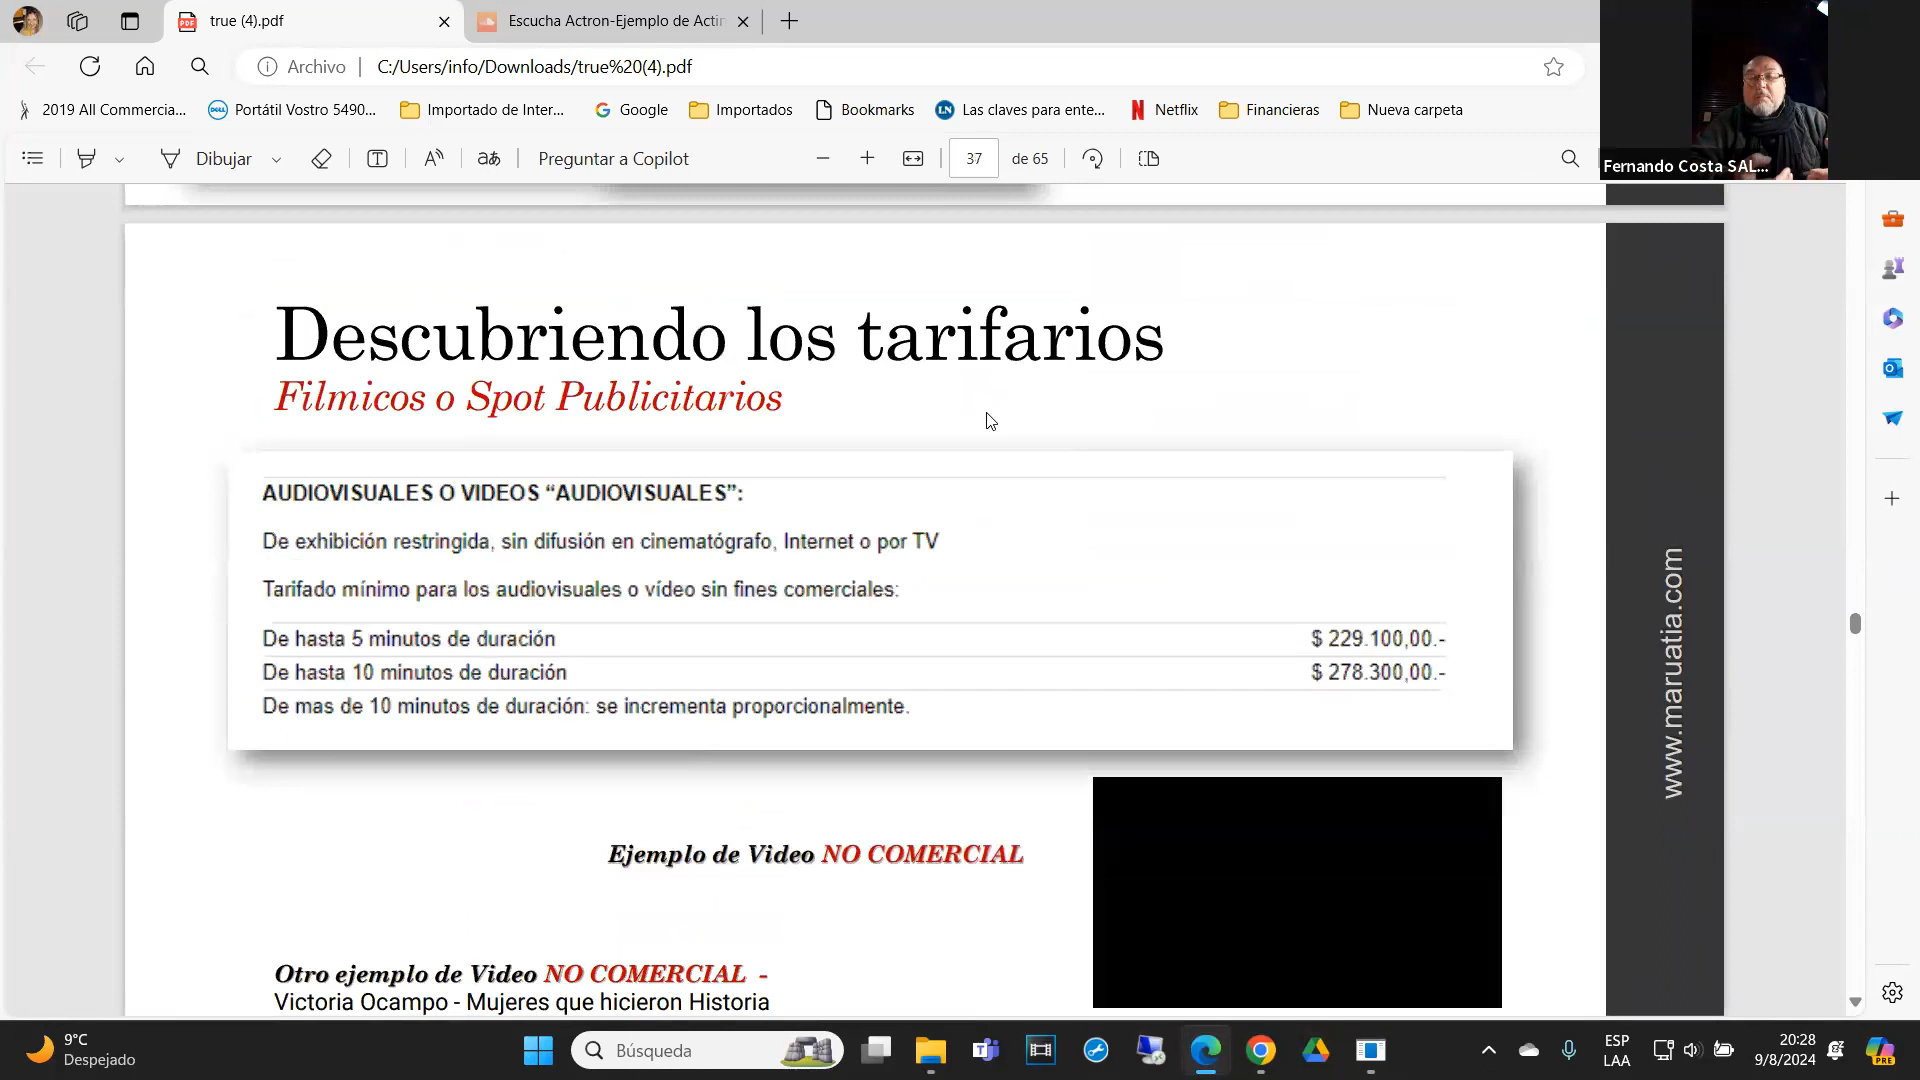 true (4).pdf
Escucha Actron-Ejemplo de Actin
Archivo
C:/Users/info/Downloads/true%20(4).pdf
2019 All Commercia...
Portátil Vostro 5490...
Importado de Inter...
Google
Importados
Bookmarks
Las claves para ente...
Netflix
Financieras
Nueva carpeta
Dibujar
aあ
Preguntar a Copilot
37
de 65
Fernando Costa SAL...
Descubriendo los tarifarios
Filmicos o Spot Publicitarios
AUDIOVISUALES O VIDEOS “AUDIOVISUALES”:
De exhibición restringida, sin difusión en cinematógrafo, Internet o por TV
Tarifado mínimo para los audiovisuales o vídeo sin fines comerciales:
De hasta 5 minutos de duración $ 229.100,00.-
De hasta 10 minutos de duración $ 278.300,00.-
De mas de 10 minutos de duración: se incrementa proporcionalmente.
Ejemplo de Video NO COMERCIAL
Otro ejemplo de Video NO COMERCIAL -
Victoria Ocampo - Mujeres que hicieron Historia
www.maruatia.com
9°C
Despejado
Búsqueda
ESP
LAA
20:28
9/8/2024
PRE